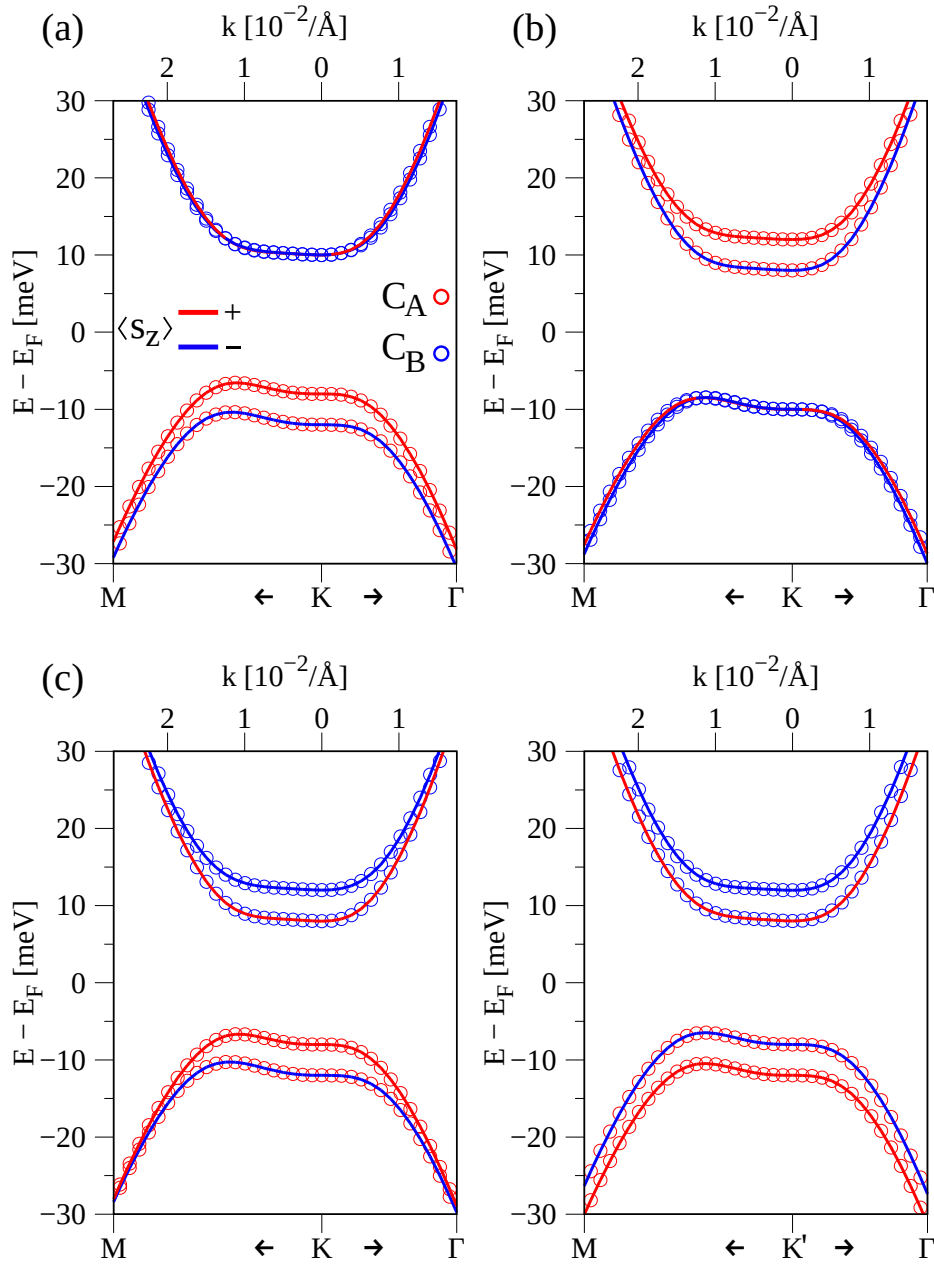 (a) k [10⁻²/Å] (b) k [10⁻²/Å]
2 1 0 1 2 1 0 1
30 30
20 20
10 10
C_A
⟨s_z⟩ +
0 0
−
C_B
E − E_F [meV] E − E_F [meV]
−10 −10
−20 −20
−30 −30
M ← K → Γ M ← K → Γ
(c) k [10⁻²/Å] k [10⁻²/Å]
2 1 0 1 2 1 0 1
30 30
20 20
10 10
0 0
E − E_F [meV] E − E_F [meV]
−10 −10
−20 −20
−30 −30
M ← K → Γ M ← K' → Γ